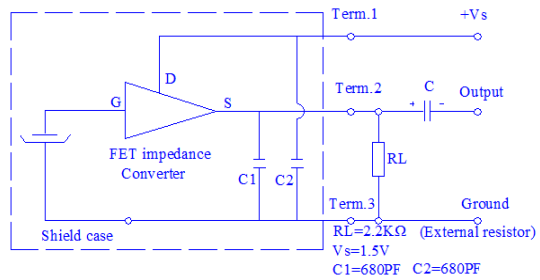 Term.1
+Vs
D
G
S
Term.2
C
Output
+
-
FET impedance
Converter
C1
C2
RL
Term.3
Ground
Shield case
RL=2.2KΩ (External resistor)
Vs=1.5V
C1=680PF C2=680PF